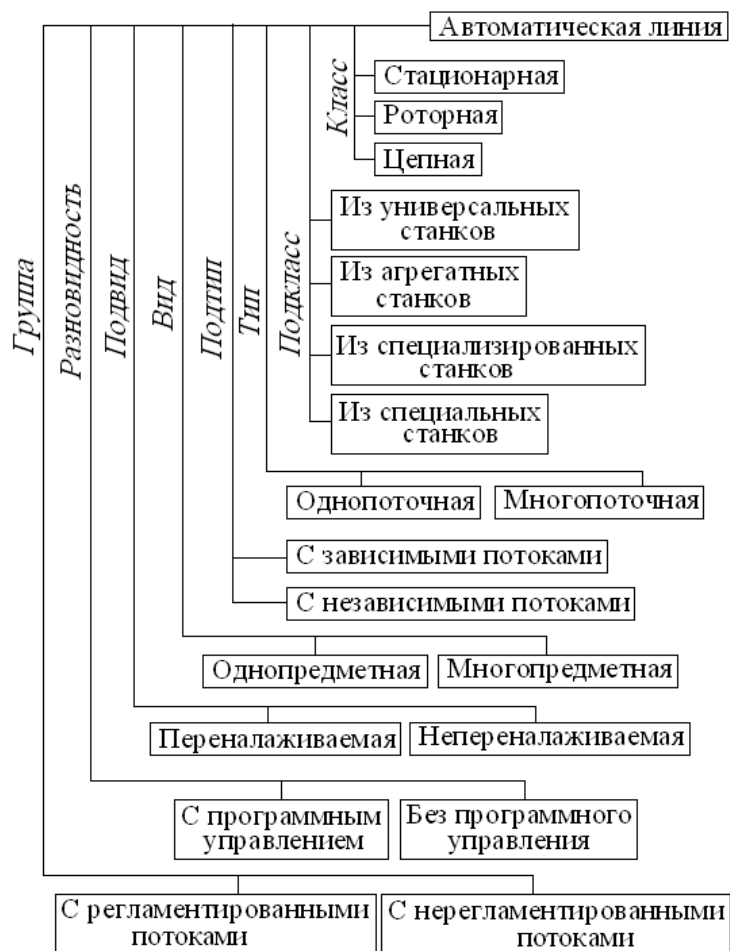 Автоматическая линия
Класс
Стационарная
Роторная
Цепная
Группа
Разновидность
Подвид
Вид
Подтип
Тип
Подкласс
Из универсальных
станков
Из агрегатных
станков
Из специализированных
станков
Из специальных
станков
Однопоточная
Многопоточная
С зависимыми потоками
С независимыми потоками
Однопредметная
Многопредметная
Переналаживаемая
Непереналаживаемая
С программным
управлением
Без программного
управления
С регламентированными
потоками
С нерегламентированными
потоками